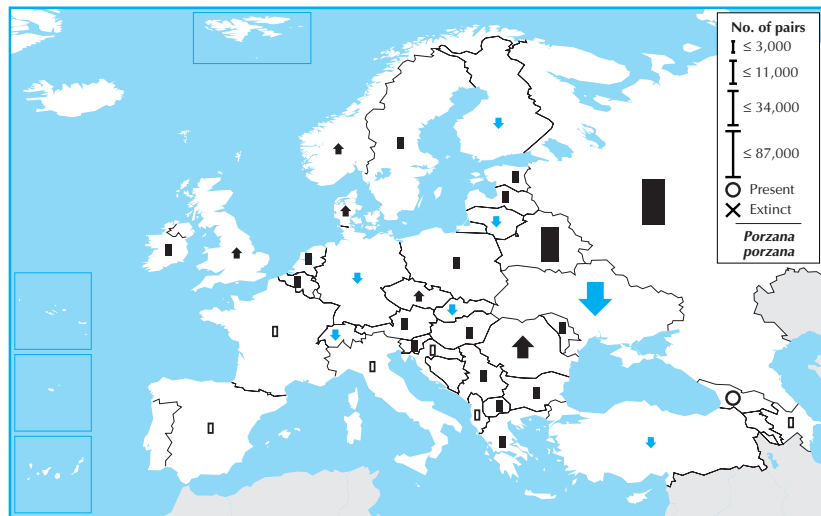 No. of pairs
≤ 3,000
≤ 11,000
≤ 34,000
≤ 87,000
Present
Extinct
Porzana
porzana